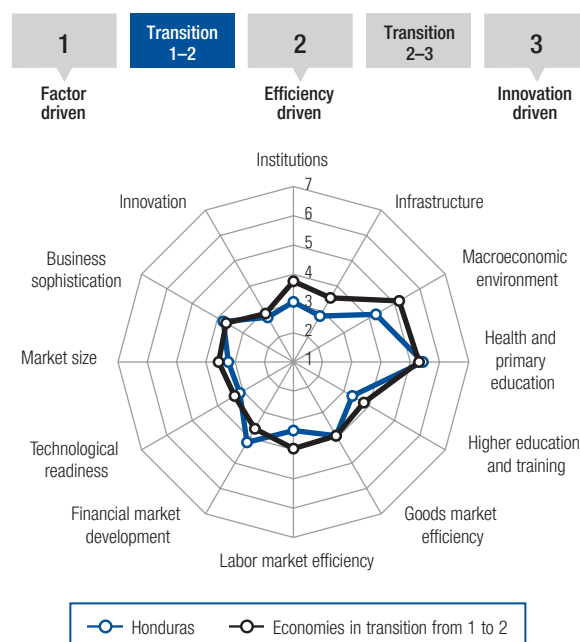 1
Transition
1–2
2
Transition
2–3
3
Factor
driven
Efficiency
driven
Innovation
driven
Institutions
7
6
5
4
3
2
1
Infrastructure
Macroeconomic
environment
Health and
primary
education
Higher education
and training
Goods market
efficiency
Labor market efficiency
Financial market
development
Technological
readiness
Market size
Business
sophistication
Innovation
Honduras
Economies in transition from 1 to 2